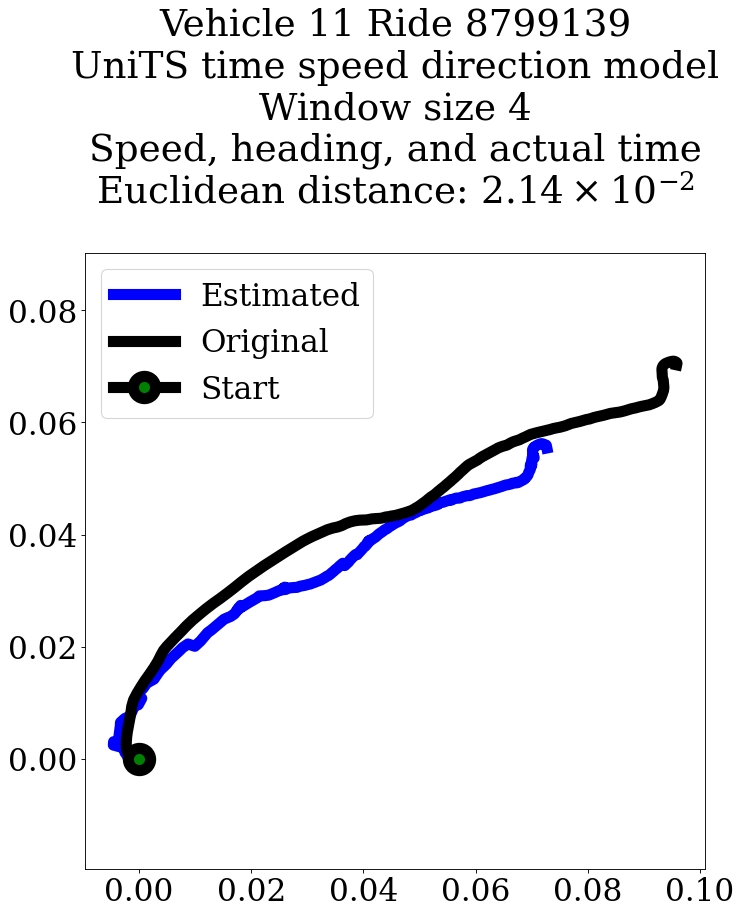 Vehicle 11 Ride 8799139
UniTS time speed direction model
Window size 4
Speed, heading, and actual time
Euclidean distance: 2.14 × 10⁻²
Estimated
Original
Start
0.08
0.06
0.04
0.02
0.00
0.00 0.02 0.04 0.06 0.08 0.10